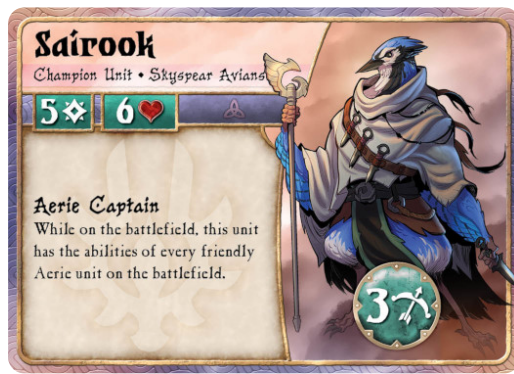 Sairook
Champion Unit • Skyspear Avians
5 6
Aerie Captain
While on the battlefield, this unit
has the abilities of every friendly
Aerie unit on the battlefield.
3